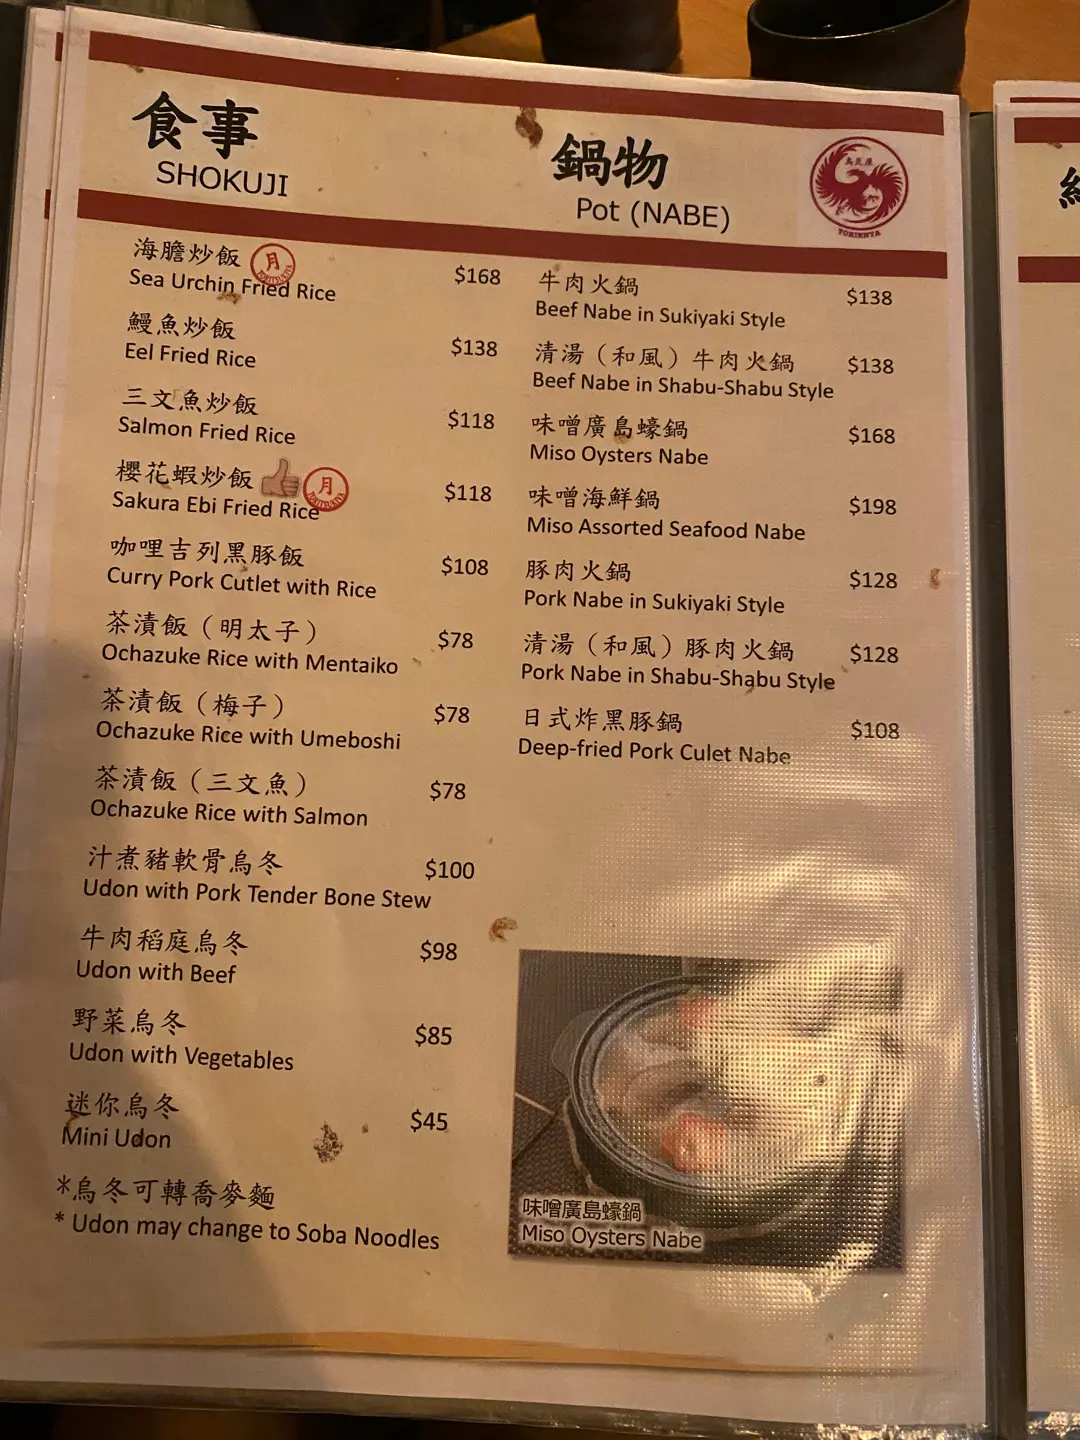 食事
SHOKUJI
海膽炒飯
月
TORITSUKIYA
$168
Sea Urchin Fried Rice
鰻魚炒飯
$138
Eel Fried Rice
三文魚炒飯
$118
Salmon Fried Rice
櫻花蝦炒飯
月
TORITSUKIYA
$118
Sakura Ebi Fried Rice
咖哩吉列黑豚飯
$108
Curry Pork Cutlet with Rice
茶漬飯（明太子）
$78
Ochazuke Rice with Mentaiko
茶漬飯（梅子）
$78
Ochazuke Rice with Umeboshi
茶漬飯（三文魚）
$78
Ochazuke Rice with Salmon
汁煮豬軟骨烏冬
$100
Udon with Pork Tender Bone Stew
牛肉稻庭烏冬
$98
Udon with Beef
野菜烏冬
$85
Udon with Vegetables
迷你烏冬
$45
Mini Udon
*烏冬可轉喬麥麵
* Udon may change to Soba Noodles
鍋物
Pot (NABE)
鳥炎屋
TORIENYA
牛肉火鍋
$138
Beef Nabe in Sukiyaki Style
清湯（和風）牛肉火鍋
$138
Beef Nabe in Shabu-Shabu Style
味噌廣島蠔鍋
$168
Miso Oysters Nabe
味噌海鮮鍋
$198
Miso Assorted Seafood Nabe
豚肉火鍋
$128
Pork Nabe in Sukiyaki Style
清湯（和風）豚肉火鍋
$128
Pork Nabe in Shabu-Shabu Style
日式炸黑豚鍋
$108
Deep-fried Pork Culet Nabe
味噌廣島蠔鍋
Miso Oysters Nabe